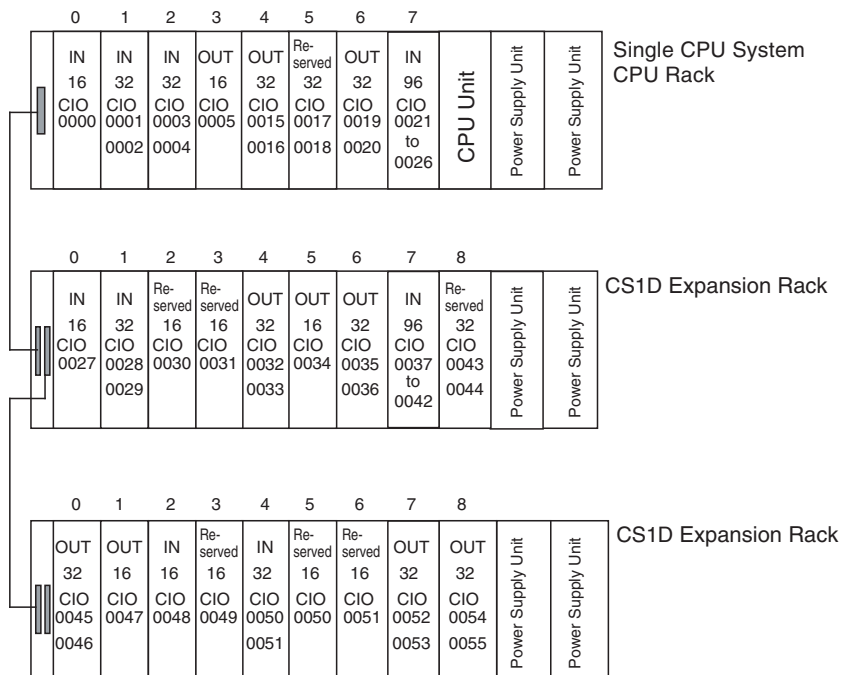 0 1 2 3 4 5 6 7
IN IN IN OUT OUT Re-served OUT IN
16 32 32 16 32 32 32 96
CIO CIO CIO CIO CIO CIO CIO CIO
0000 0001 0003 0005 0015 0017 0019 0021
0002 0004 0016 0018 0020 to
0026
CPU Unit
Power Supply Unit
Power Supply Unit
Single CPU System
CPU Rack
0 1 2 3 4 5 6 7 8
IN IN Re-served Re-served OUT OUT OUT IN Re-served
16 32 16 16 32 16 32 96 32
CIO CIO CIO CIO CIO CIO CIO CIO CIO
0027 0028 0030 0031 0032 0034 0035 0037 0043
0029 0033 0036 to 0044
0042
Power Supply Unit
Power Supply Unit
CS1D Expansion Rack
0 1 2 3 4 5 6 7 8
OUT OUT IN Re-served IN Re-served Re-served OUT OUT
32 16 16 16 32 16 16 32 32
CIO CIO CIO CIO CIO CIO CIO CIO CIO
0045 0047 0048 0049 0050 0050 0051 0052 0054
0046 0051 0053 0055
Power Supply Unit
Power Supply Unit
CS1D Expansion Rack